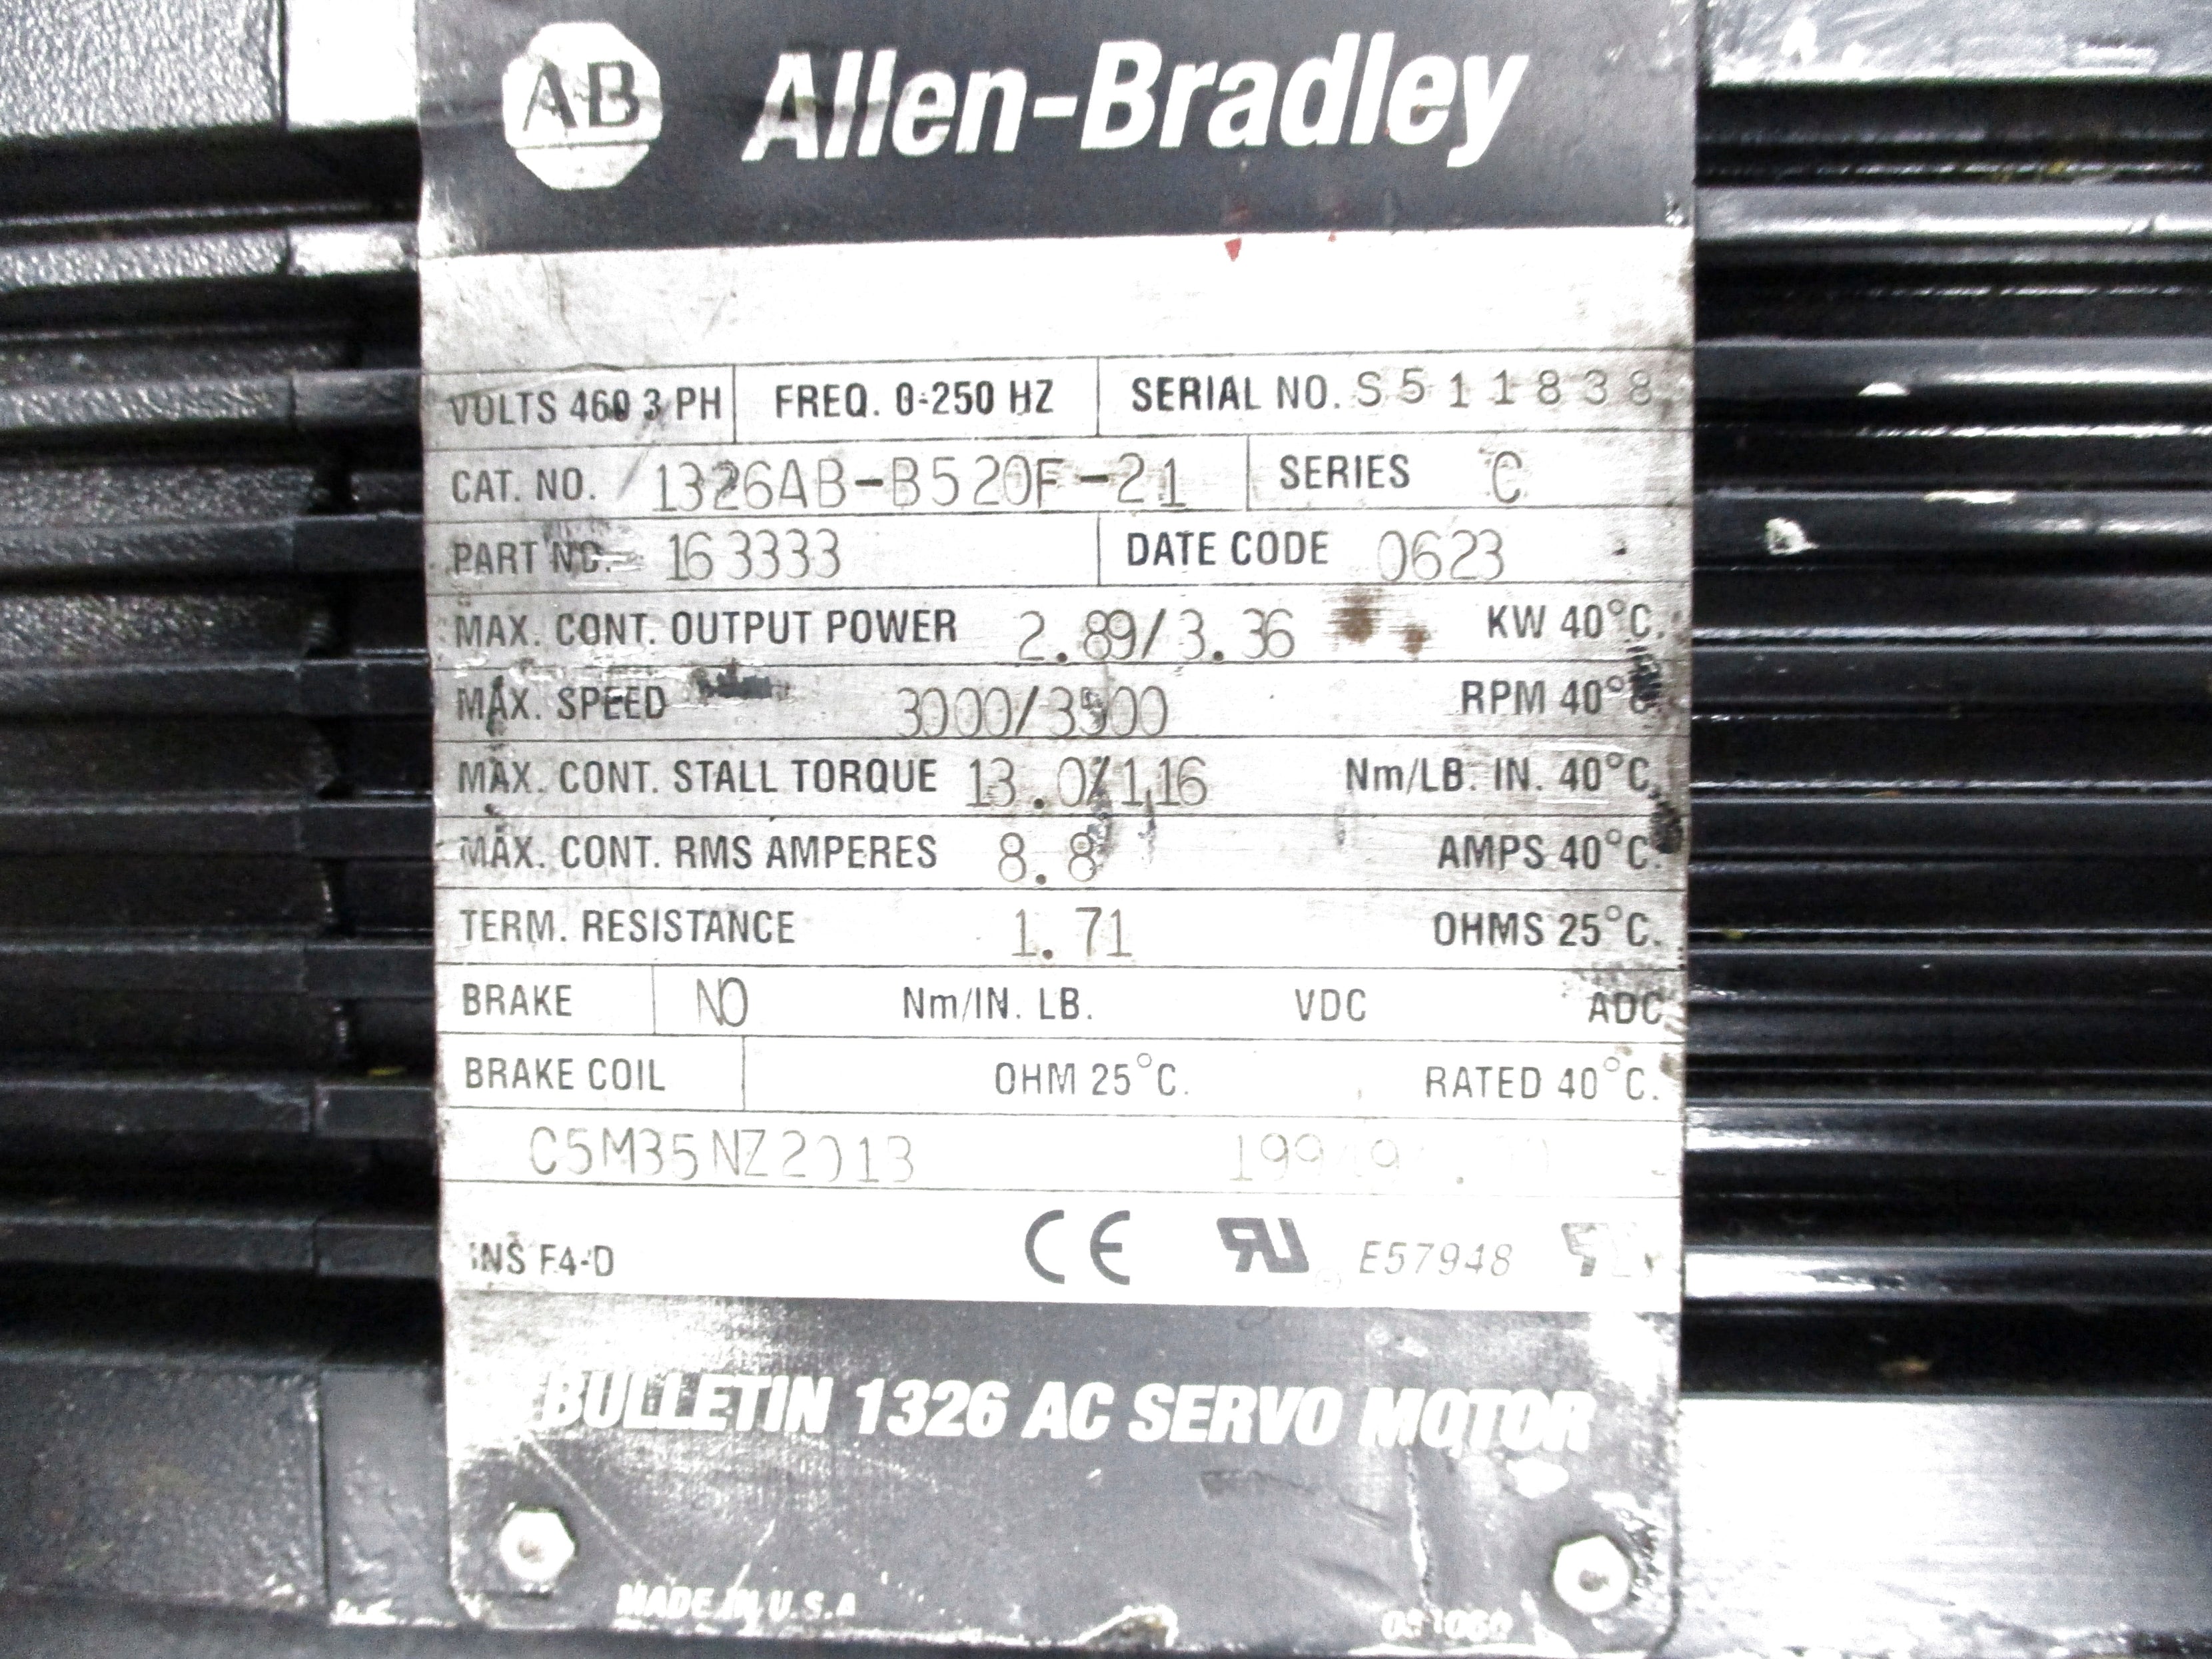 AB Allen-Bradley
VOLTS 460 3 PH FREQ. 0-250 HZ SERIAL NO. S511838
CAT. NO. 1326AB-B520F-21 SERIES C
PART NO. 163333 DATE CODE 0623
MAX. CONT. OUTPUT POWER 2.89/3.36 KW 40°C.
MAX. SPEED 3000/3500 RPM 40°C
MAX. CONT. STALL TORQUE 13.0/116 Nm/LB. IN. 40°C.
MAX. CONT. RMS AMPERES 8.8 AMPS 40°C.
TERM. RESISTANCE 1.71 OHMS 25°C.
BRAKE NO Nm/IN. LB. VDC ADC
BRAKE COIL OHM 25°C. RATED 40°C.
C5M35NZ2013
INS F4-D CE RU E57948
BULLETIN 1326 AC SERVO MOTOR
MADE IN U.S.A